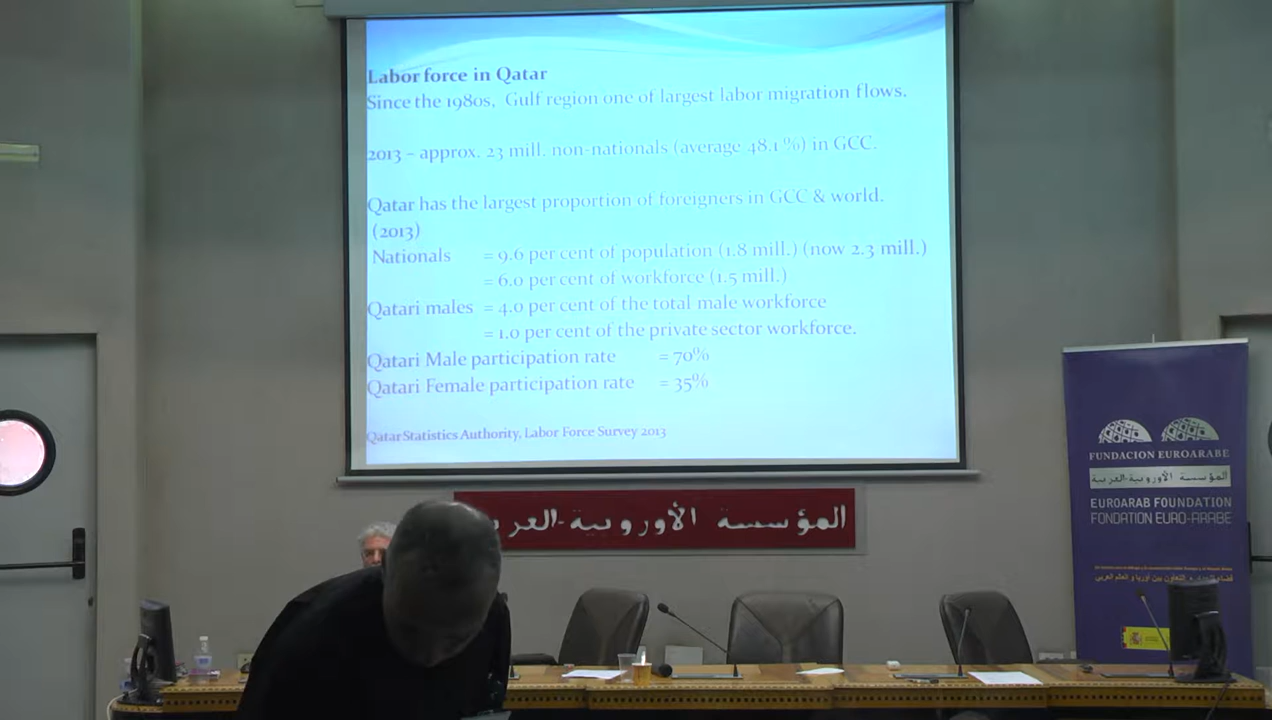 Labor force in Qatar
Since the 1980s, Gulf region one of largest labor migration flows.
2013 – approx. 23 mill. non-nationals (average 48.1 %) in GCC.
Qatar has the largest proportion of foreigners in GCC & world.
(2013)
Nationals = 9.6 per cent of population (1.8 mill.) (now 2.3 mill.)
= 6.0 per cent of workforce (1.5 mill.)
Qatari males = 4.0 per cent of the total male workforce
= 1.0 per cent of the private sector workforce.
Qatari Male participation rate = 70%
Qatari Female participation rate = 35%
Qatar Statistics Authority, Labor Force Survey 2013
المؤسسة الأوروبية-العر
FUNDACION EUROARABE
المؤسسة الأوروبية-العربية
EUROARAB FOUNDATION
FONDATION EURO-ARABE
التعاون بين أوربا و العالم العربي